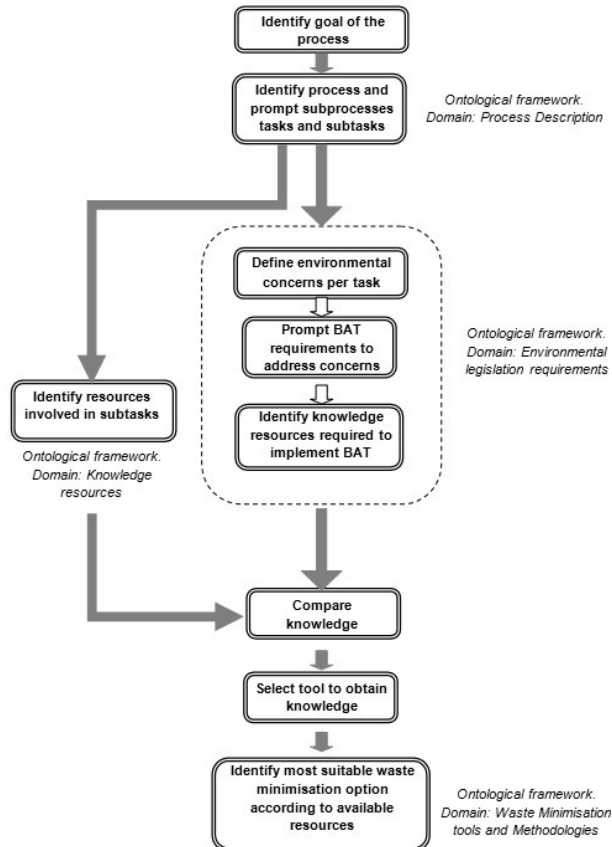 Identify goal of the
process
Identify process and
prompt subprocesses
tasks and subtasks
Ontological framework.
Domain: Process Description
Define environmental
concerns per task
Prompt BAT
requirements to
address concerns
Identify knowledge
resources required to
implement BAT
Ontological framework.
Domain: Environmental
legislation requirements
Identify resources
involved in subtasks
Ontological framework.
Domain: Knowledge
resources
Compare
knowledge
Select tool to obtain
knowledge
Identify most suitable waste
minimisation option
according to available
resources
Ontological framework.
Domain: Waste Minimisation
tools and Methodologies